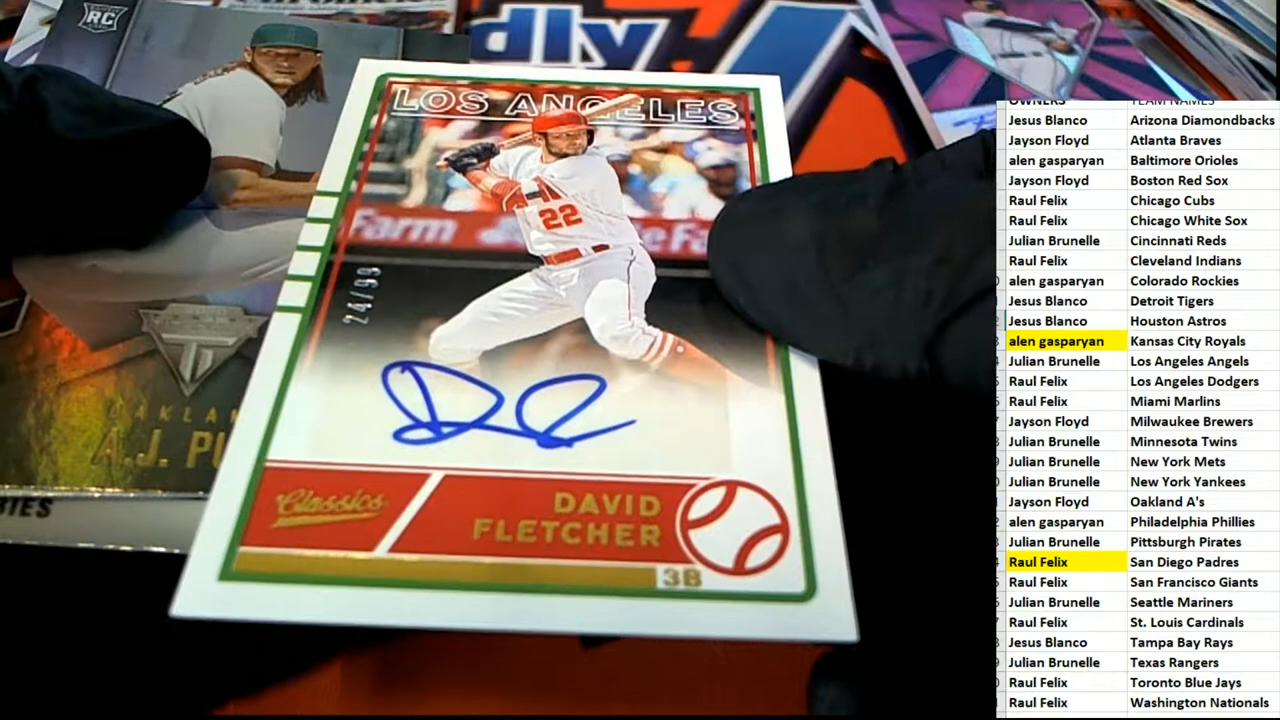 RC
dly
LOS ANGELES
22
Farm
24/99
OAKLAN
A.J. PU
Classics
DAVID
FLETCHER
3B
OWNERS TEAM NAMES
Jesus Blanco Arizona Diamondbacks
Jayson Floyd Atlanta Braves
alen gasparyan Baltimore Orioles
Jayson Floyd Boston Red Sox
Raul Felix Chicago Cubs
Raul Felix Chicago White Sox
Julian Brunelle Cincinnati Reds
Raul Felix Cleveland Indians
alen gasparyan Colorado Rockies
Jesus Blanco Detroit Tigers
Jesus Blanco Houston Astros
alen gasparyan Kansas City Royals
Julian Brunelle Los Angeles Angels
Raul Felix Los Angeles Dodgers
Raul Felix Miami Marlins
Jayson Floyd Milwaukee Brewers
Julian Brunelle Minnesota Twins
Julian Brunelle New York Mets
Julian Brunelle New York Yankees
Jayson Floyd Oakland A's
alen gasparyan Philadelphia Phillies
Julian Brunelle Pittsburgh Pirates
Raul Felix San Diego Padres
Raul Felix San Francisco Giants
Julian Brunelle Seattle Mariners
Raul Felix St. Louis Cardinals
Jesus Blanco Tampa Bay Rays
Julian Brunelle Texas Rangers
Raul Felix Toronto Blue Jays
Raul Felix Washington Nationals